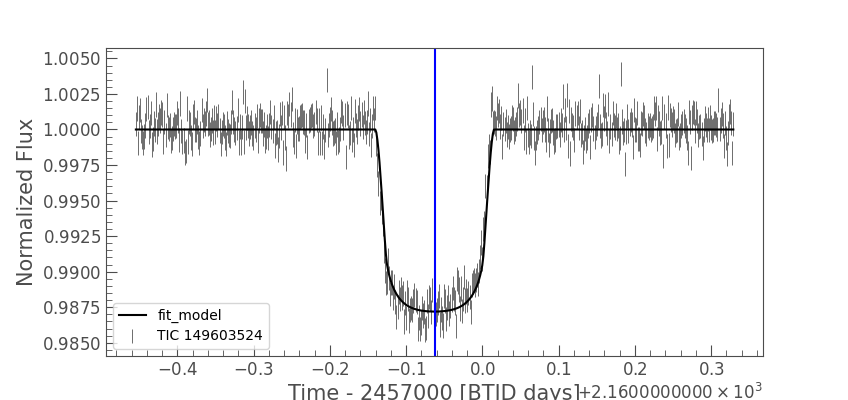 1.0050
1.0025
1.0000
0.9975
0.9950
0.9925
0.9900
0.9875
0.9850
Normalized Flux
fit_model
TIC 149603524
−0.4 −0.3 −0.2 −0.1 0.0 0.1 0.2 0.3
Time - 2457000 [BTJD days]
+2.1600000000 × 10³